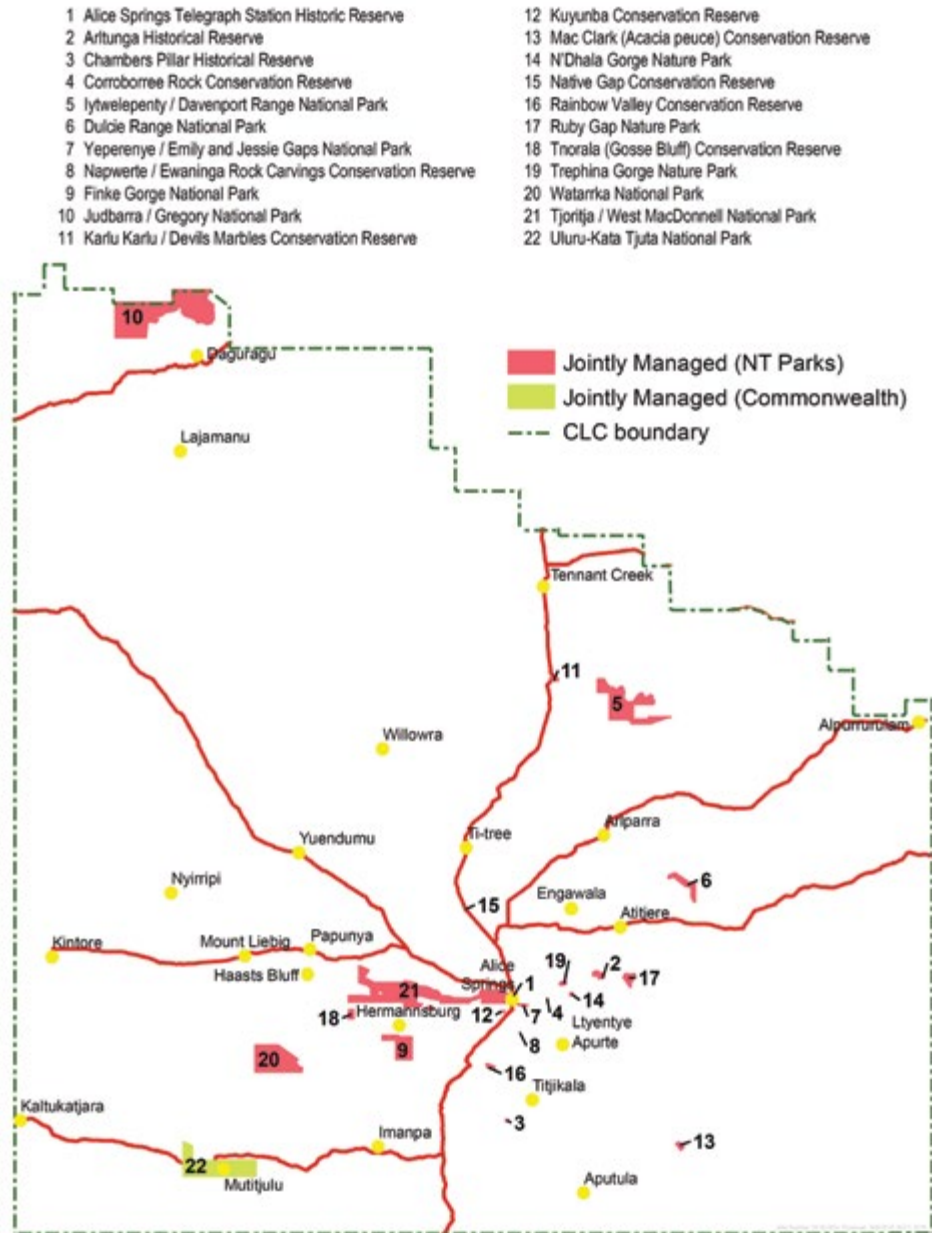 1 Alice Springs Telegraph Station Historic Reserve
2 Arltunga Historical Reserve
3 Chambers Pillar Historical Reserve
4 Corroborree Rock Conservation Reserve
5 Iytwelepenty / Davenport Range National Park
6 Dulcie Range National Park
7 Yeperenye / Emily and Jessie Gaps National Park
8 Napwerte / Ewaninga Rock Carvings Conservation Reserve
9 Finke Gorge National Park
10 Judbarra / Gregory National Park
11 Karlu Karlu / Devils Marbles Conservation Reserve
12 Kuyunba Conservation Reserve
13 Mac Clark (Acacia peuce) Conservation Reserve
14 N'Dhala Gorge Nature Park
15 Native Gap Conservation Reserve
16 Rainbow Valley Conservation Reserve
17 Ruby Gap Nature Park
18 Tnorala (Gosse Bluff) Conservation Reserve
19 Trephina Gorge Nature Park
20 Watarrka National Park
21 Tjoritja / West MacDonnell National Park
22 Uluru-Kata Tjuta National Park
10
Daguragu
Jointly Managed (NT Parks)
Jointly Managed (Commonwealth)
CLC boundary
Lajamanu
Tennant Creek
11
5
Alpurrurulam
Willowra
Yuendumu
Ti-tree
Ariparra
Nyirripi
6
15
Engawala
Atitjere
Kintore
Mount Liebig
Papunya
Haasts Bluff
Alice
Springs
19
2
17
21
1
18
Hermannsburg
12
7
4
14
Ltyentye
Apurte
8
9
20
16
Titjikala
Kaltukatjara
3
Imanpa
13
22
Mutitjulu
Aputula